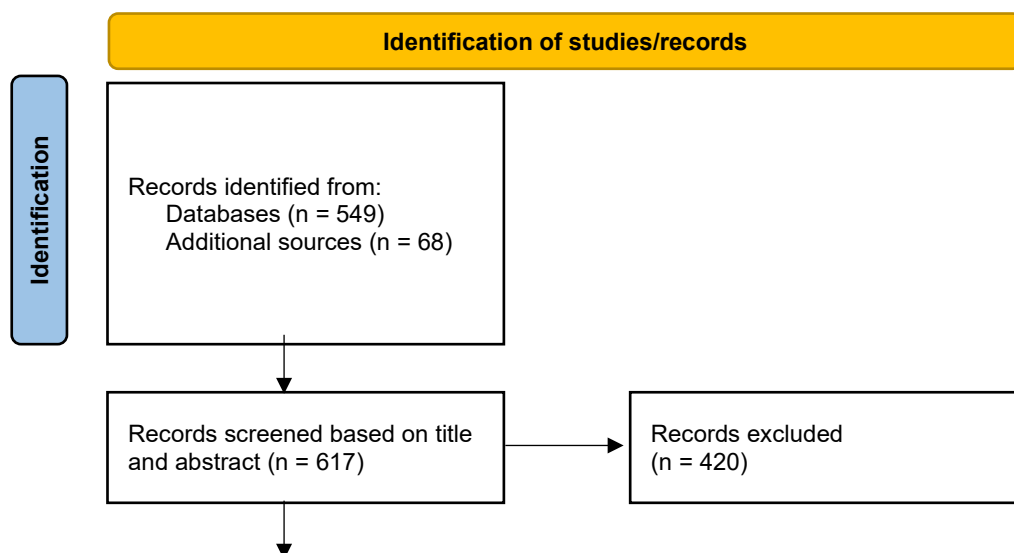 Identification of studies/records
Identification
Records identified from:
Databases (n = 549)
Additional sources (n = 68)
Records screened based on title
and abstract (n = 617)
Records excluded
(n = 420)